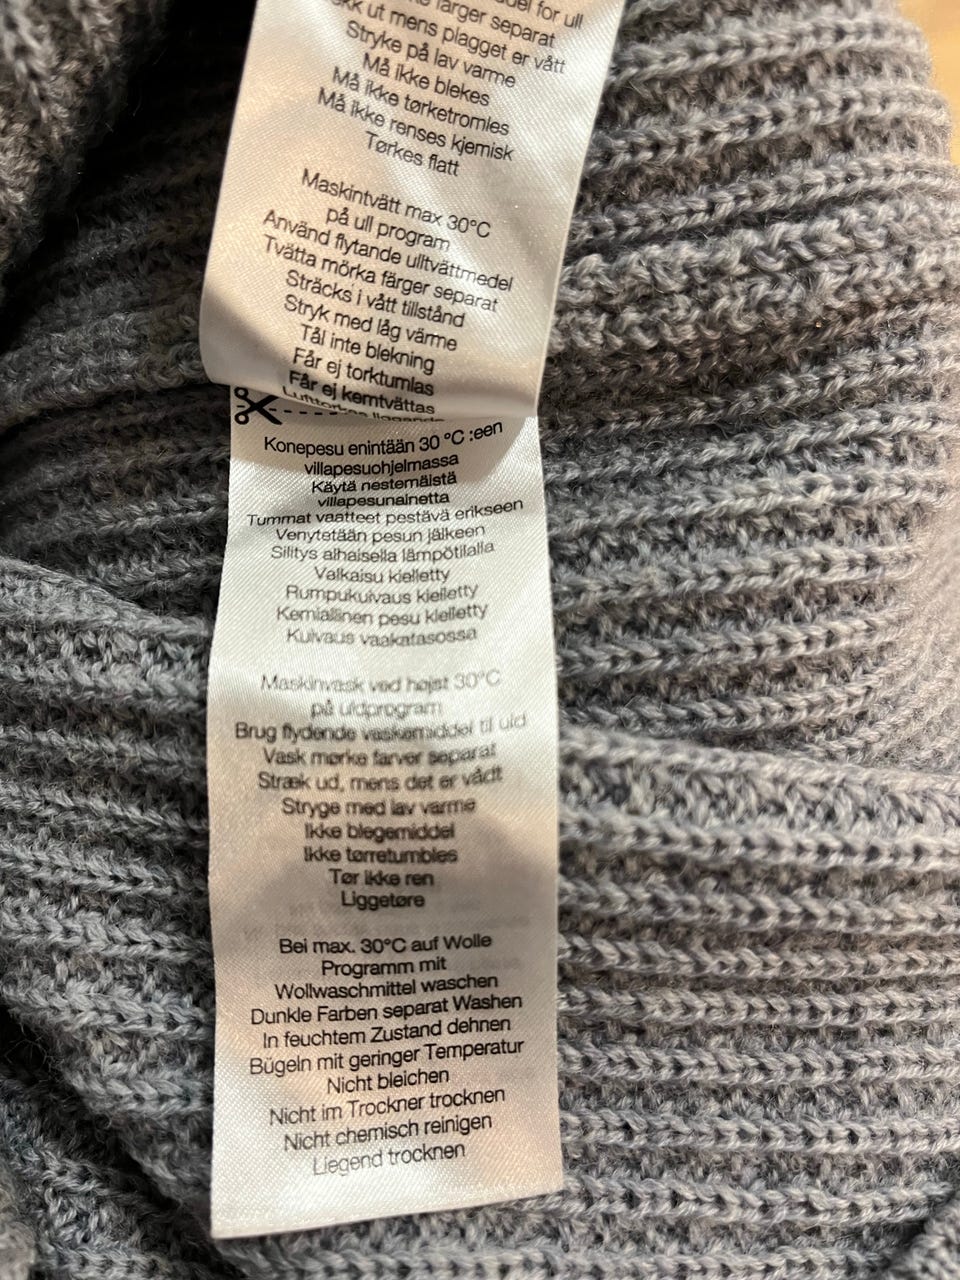 for ull
farger separat
ut mens plagget er vått
Stryke på lav varme
Må ikke blekes
Må ikke tørketromles
Må ikke renses kjemisk
Tørkes flatt
Maskintvätt max 30°C
på ull program
Använd flytande ulltvättmedel
Tvätta mörka färger separat
Sträcks i vått tillstånd
Stryk med låg värme
Tål inte blekning
Får ej torktumlas
Får ej kemtvättas
Lufttorkas liggande
Konepesu enintään 30 °C :een
villapesuohjelmassa
Käytä nestemäistä
villapesunainetta
Tummat vaatteet pestävä erikseen
Venytetään pesun jälkeen
Silitys alhaisella lämpötilalla
Valkaisu kielletty
Rumpukuivaus kielletty
Kemiallinen pesu kielletty
Kuivaus vaakatasossa
Maskinvask ved højst 30°C
på uldprogram
Brug flydende vaskemiddel til uld
Vask mørke farver separat
Stræk ud, mens det er vådt
Stryge med lav varme
Ikke blegemiddel
Ikke tørretumbles
Tør ikke ren
Liggetøre
Bei max. 30°C auf Wolle
Programm mit
Wollwaschmittel waschen
Dunkle Farben separat Washen
In feuchtem Zustand dehnen
Bügeln mit geringer Temperatur
Nicht bleichen
Nicht im Trockner trocknen
Nicht chemisch reinigen
Liegend trocknen